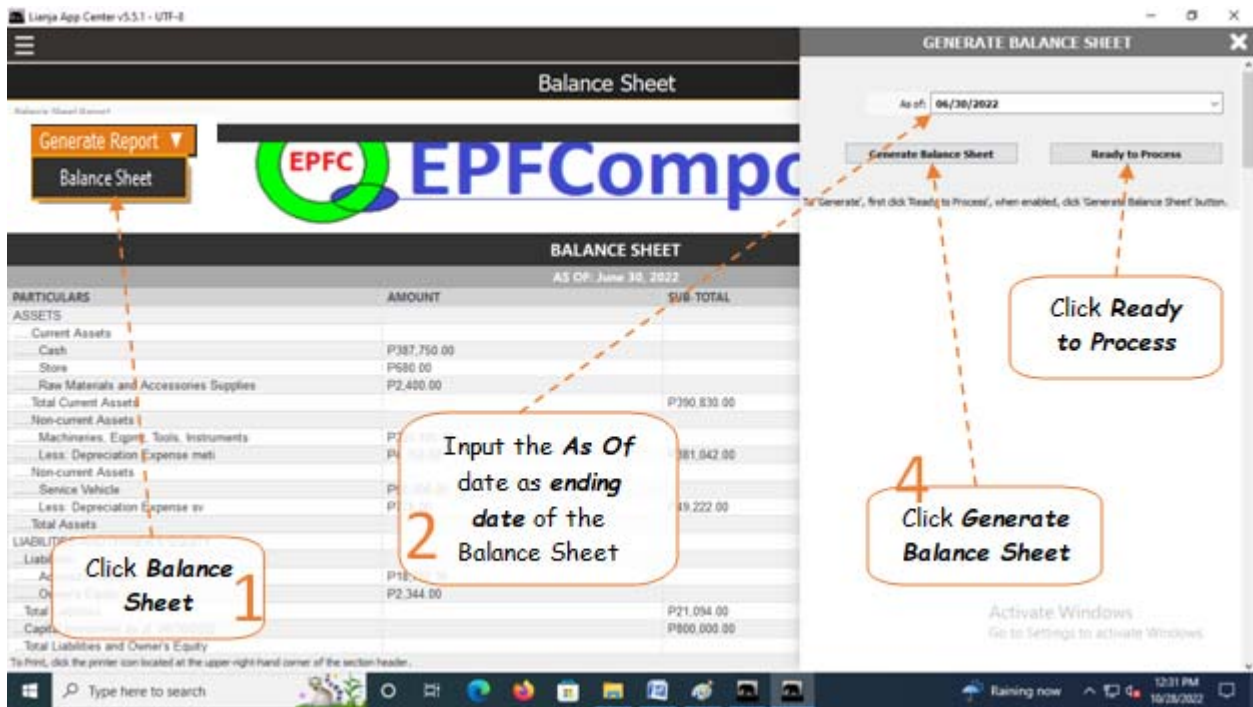 Lianja App Center v5.5.1 - UTF-8
GENERATE BALANCE SHEET
Balance Sheet
Balance Sheet Report
As of: 06/30/2022
Generate Report ▼
Balance Sheet
Generate Balance Sheet
Ready to Process
EPFC
EPFCompo
To 'Generate', first click 'Ready to Process', when enabled, click 'Generate Balance Sheet' button.
BALANCE SHEET
AS OF: June 30, 2022
PARTICULARS AMOUNT SUB-TOTAL
ASSETS
Current Assets
Cash P387,750.00
Store P680.00
Raw Materials and Accessories Supplies P2,400.00
Total Current Assets P390,830.00
Non-current Assets
Machineries, Eqpmt, Tools, Instruments
Less: Depreciation Expense meti 381,042.00
Non-current Assets
Service Vehicle
Less: Depreciation Expense sv 49,222.00
Total Assets
P2,344.00
Total P21,094.00
P800,000.00
Total Liabilities and Owner's Equity
To Print, click the printer icon located at the upper-right-hand corner of the section header.
Click Balance
Sheet
1
Input the As Of
date as ending
date of the
Balance Sheet
2
Click Ready
to Process
4
Click Generate
Balance Sheet
Activate Windows
Go to Settings to activate Windows.
Type here to search
Raining now
12:31 PM
10/28/2022